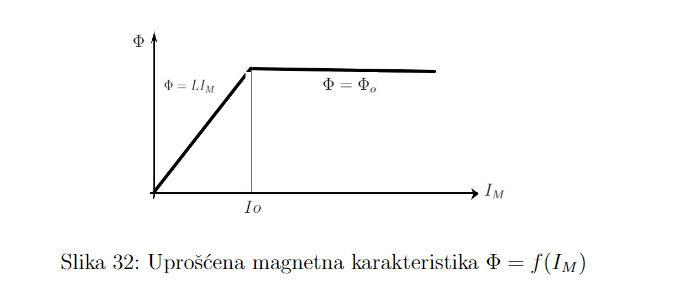 Φ
Φ = LI_M
Φ = Φ_o
I_M
Io
Slika 32: Uprošćena magnetna karakteristika Φ = f(I_M)